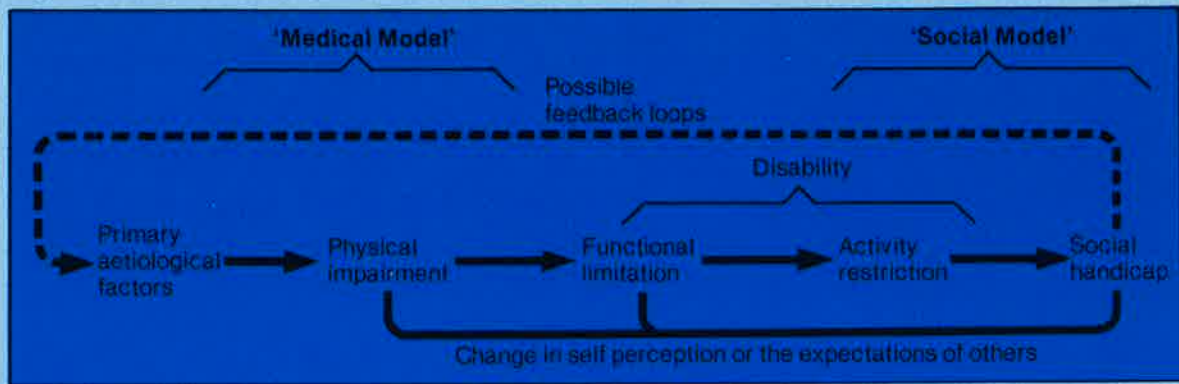 'Medical Model'
'Social Model'
Possible
feedback loops
Disability
Primary
aetiological
factors
Physical
impairment
Functional
limitation
Activity
restriction
Social
handicap
Change in self perception or the expectations of others